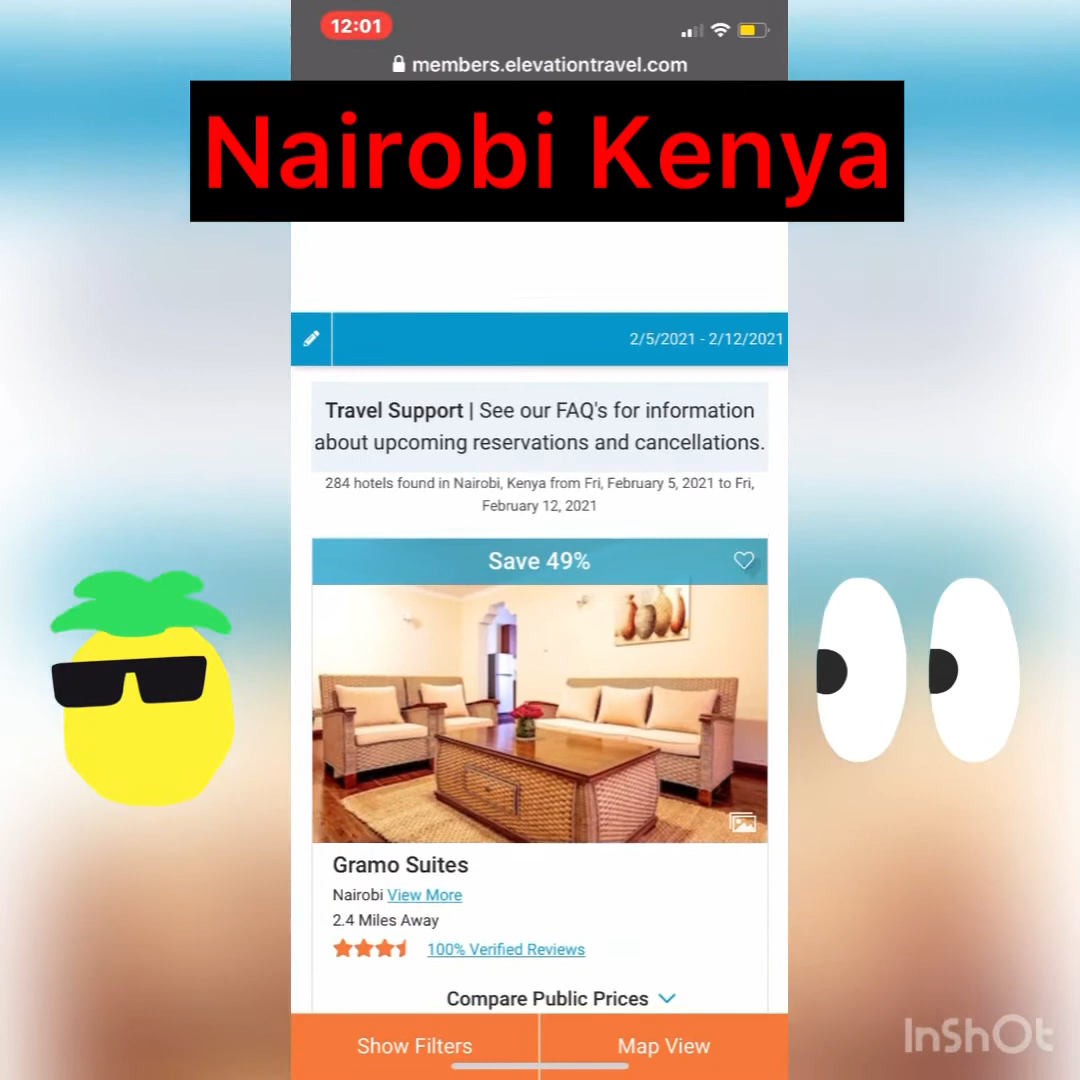 12:01
members.elevationtravel.com
Nairobi Kenya
2/5/2021 - 2/12/2021
Travel Support | See our FAQ's for information
about upcoming reservations and cancellations.
284 hotels found in Nairobi, Kenya from Fri, February 5, 2021 to Fri,
February 12, 2021
Save 49%
Gramo Suites
Nairobi View More
2.4 Miles Away
100% Verified Reviews
Compare Public Prices
Show Filters
Map View
InShOt